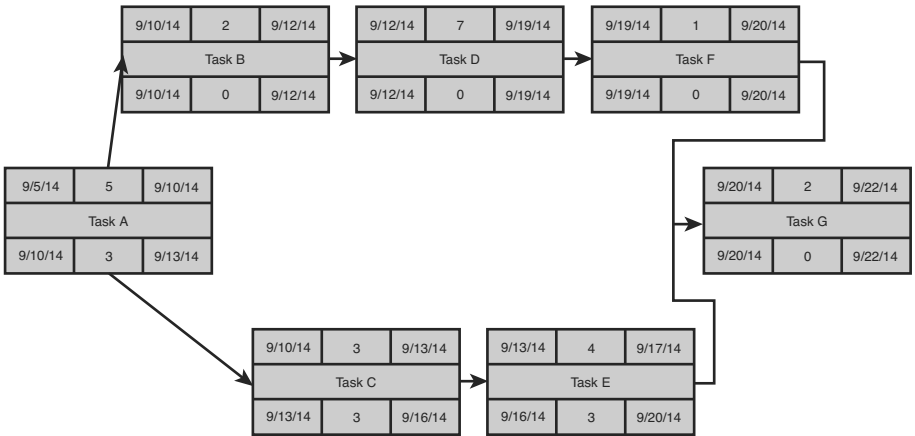 9/10/14 2 9/12/14
Task B
9/10/14 0 9/12/14
9/12/14 7 9/19/14
Task D
9/12/14 0 9/19/14
9/19/14 1 9/20/14
Task F
9/19/14 0 9/20/14
9/5/14 5 9/10/14
Task A
9/10/14 3 9/13/14
9/20/14 2 9/22/14
Task G
9/20/14 0 9/22/14
9/10/14 3 9/13/14
Task C
9/13/14 3 9/16/14
9/13/14 4 9/17/14
Task E
9/16/14 3 9/20/14